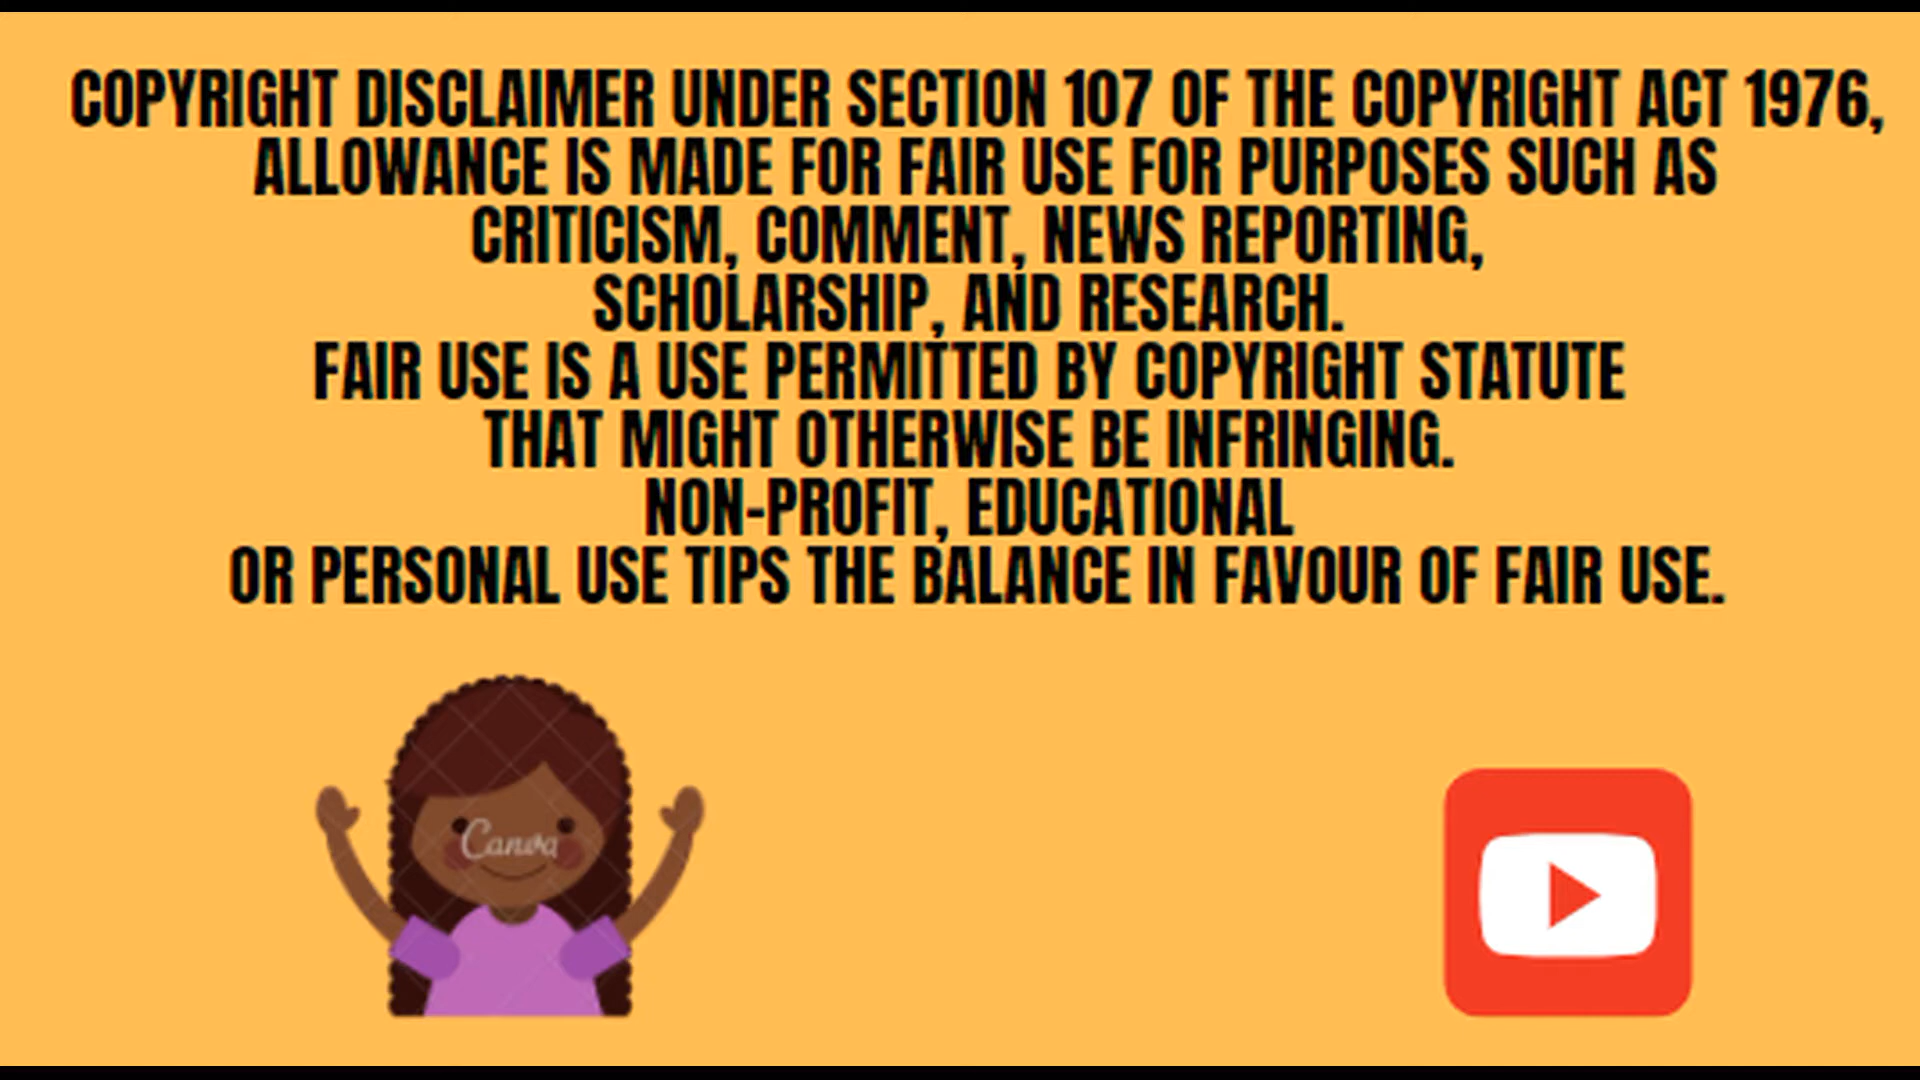 COPYRIGHT DISCLAIMER UNDER SECTION 107 OF THE COPYRIGHT ACT 1976,
ALLOWANCE IS MADE FOR FAIR USE FOR PURPOSES SUCH AS
CRITICISM, COMMENT, NEWS REPORTING,
SCHOLARSHIP, AND RESEARCH.
FAIR USE IS A USE PERMITTED BY COPYRIGHT STATUTE
THAT MIGHT OTHERWISE BE INFRINGING.
NON-PROFIT, EDUCATIONAL
OR PERSONAL USE TIPS THE BALANCE IN FAVOUR OF FAIR USE.
Canva